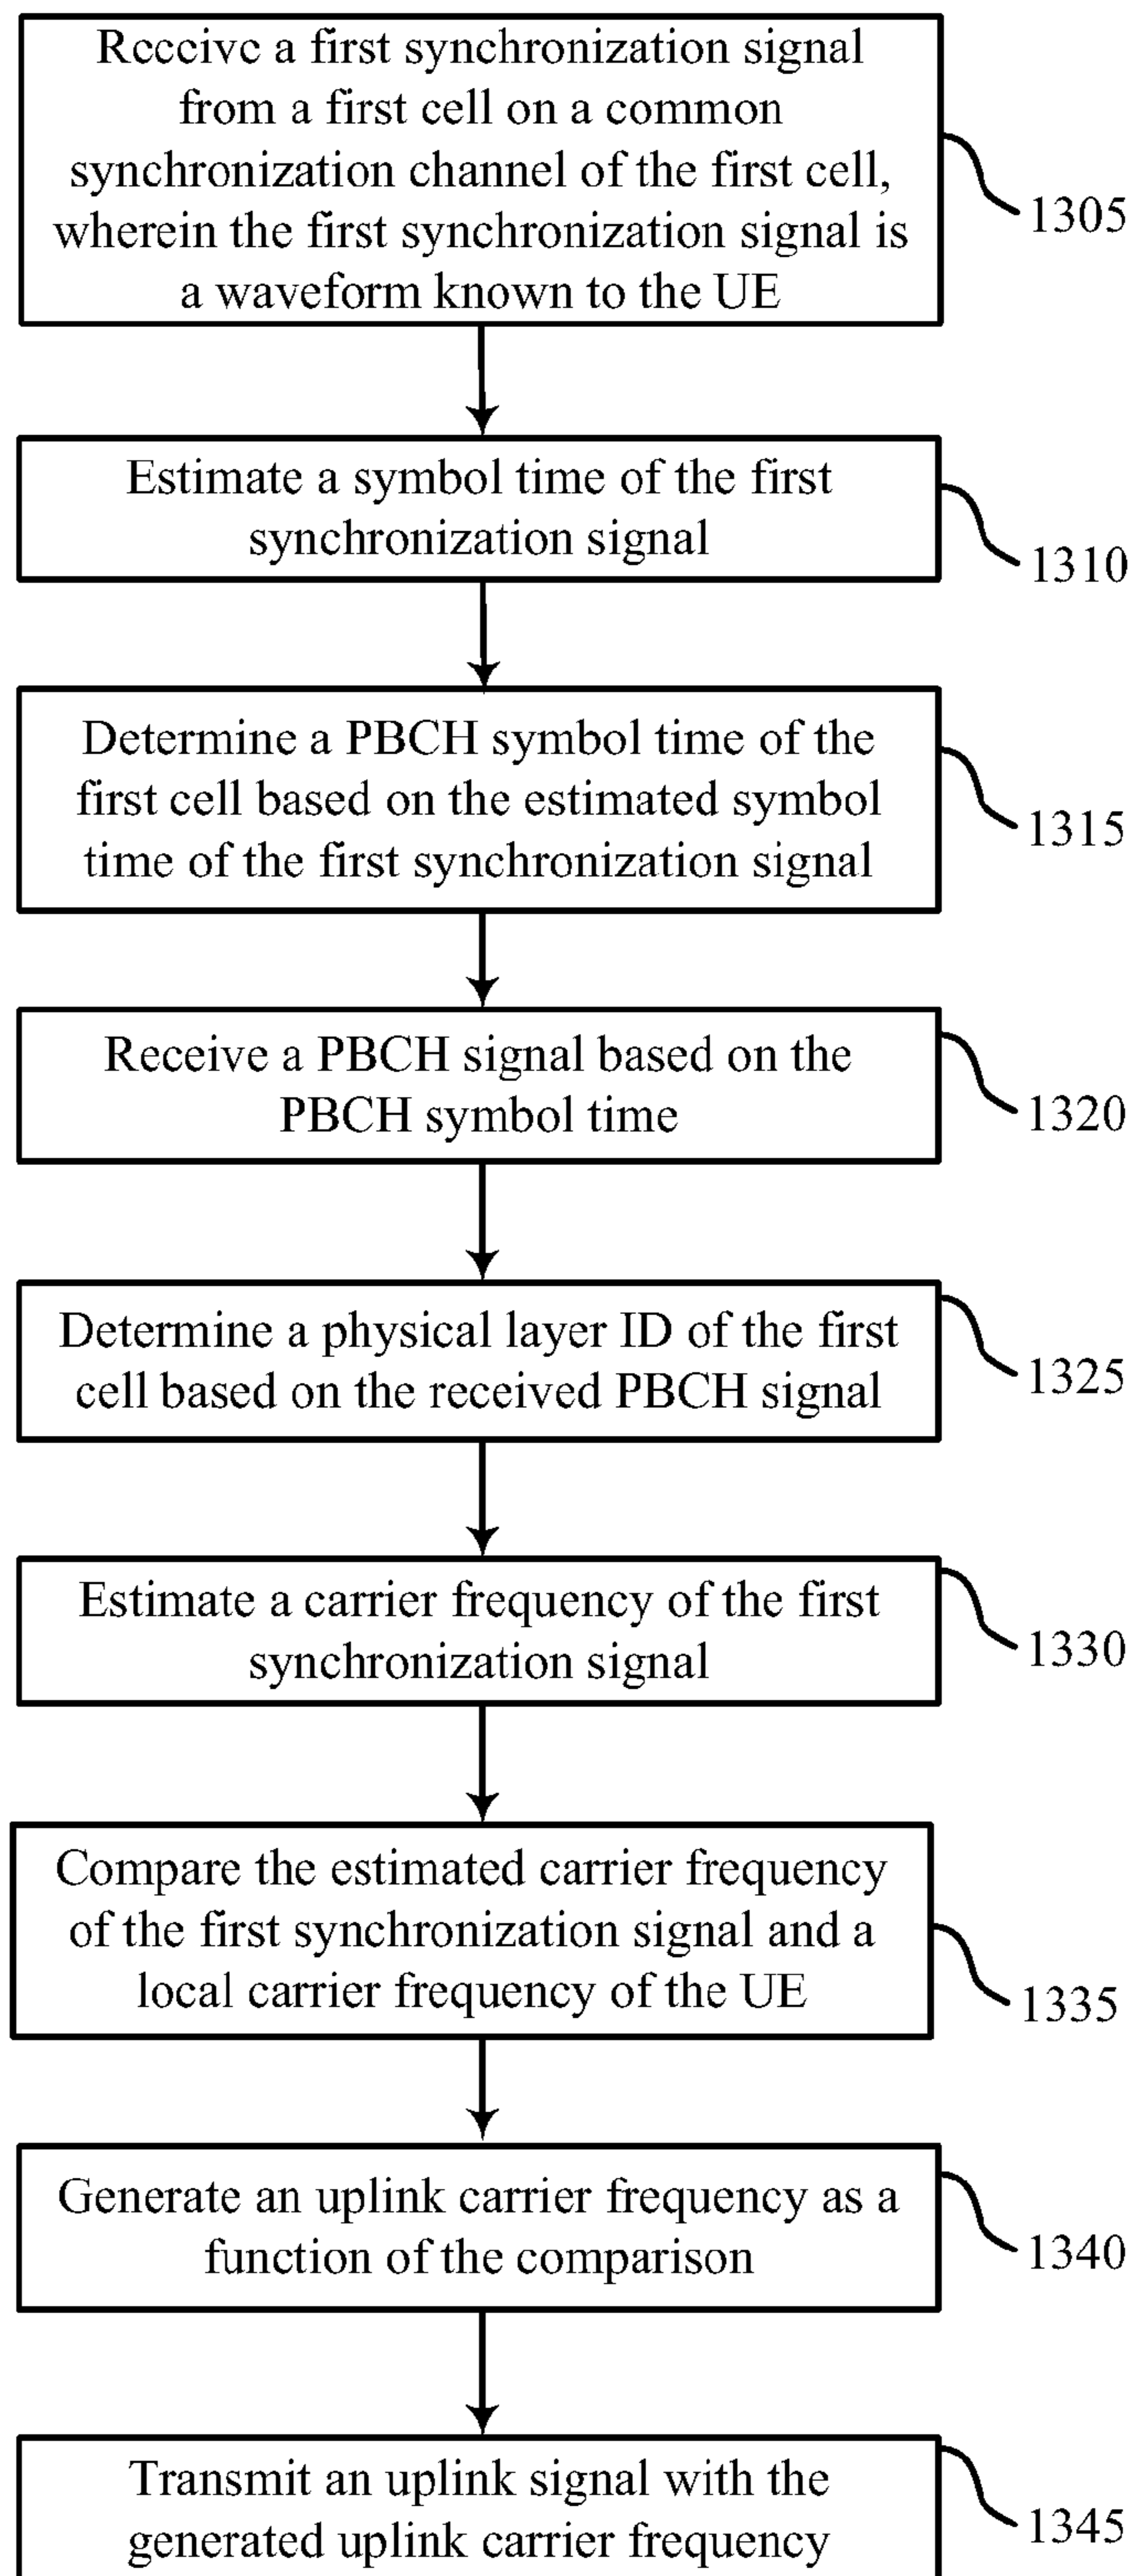 Receive a first synchronization signal
from a first cell on a common
synchronization channel of the first cell,
wherein the first synchronization signal is
a waveform known to the UE
1305
Estimate a symbol time of the first
synchronization signal
1310
Determine a PBCH symbol time of the
first cell based on the estimated symbol
time of the first synchronization signal
1315
Receive a PBCH signal based on the
PBCH symbol time
1320
Determine a physical layer ID of the first
cell based on the received PBCH signal
1325
Estimate a carrier frequency of the first
synchronization signal
1330
Compare the estimated carrier frequency
of the first synchronization signal and a
local carrier frequency of the UE
1335
Generate an uplink carrier frequency as a
function of the comparison
1340
Transmit an uplink signal with the
generated uplink carrier frequency
1345